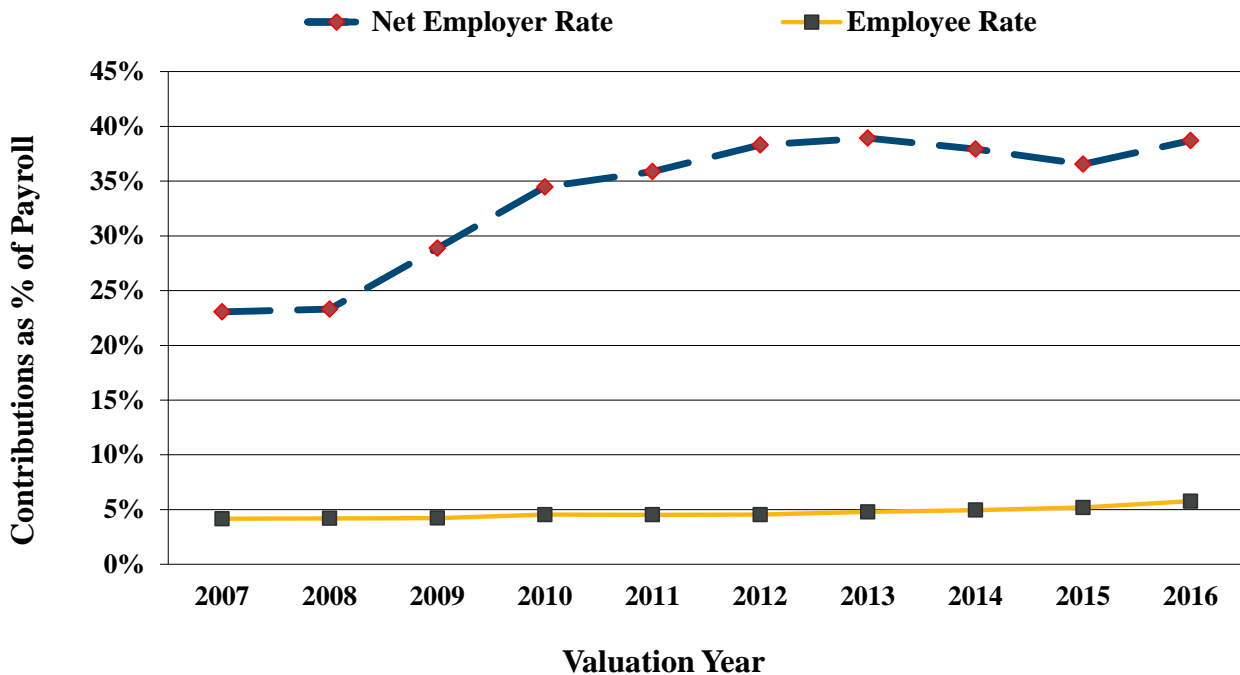 Net Employer Rate
Employee Rate
45%
40%
35%
30%
25%
20%
15%
10%
5%
0%
Contributions as % of Payroll
2007 2008 2009 2010 2011 2012 2013 2014 2015 2016
Valuation Year